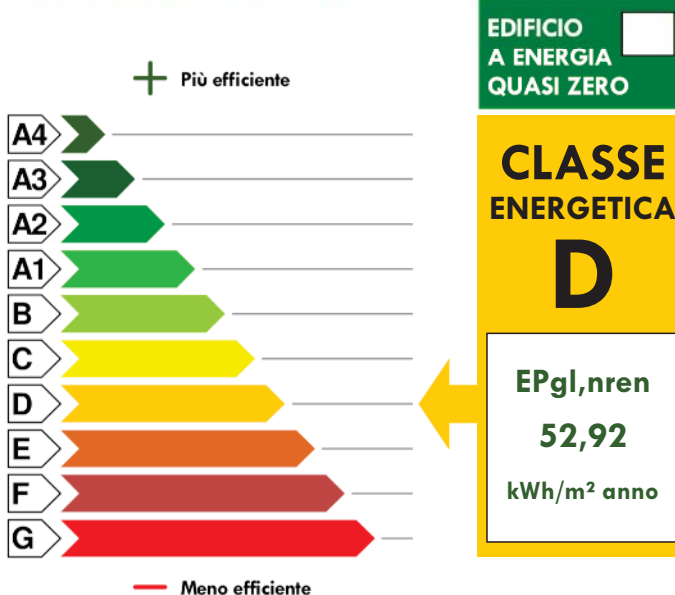 EDIFICIO
A ENERGIA
QUASI ZERO
Più efficiente
A4
A3
A2
A1
B
C
D
E
F
G
Meno efficiente
CLASSE
ENERGETICA
D
EPgl,nren
52,92
kWh/m² anno